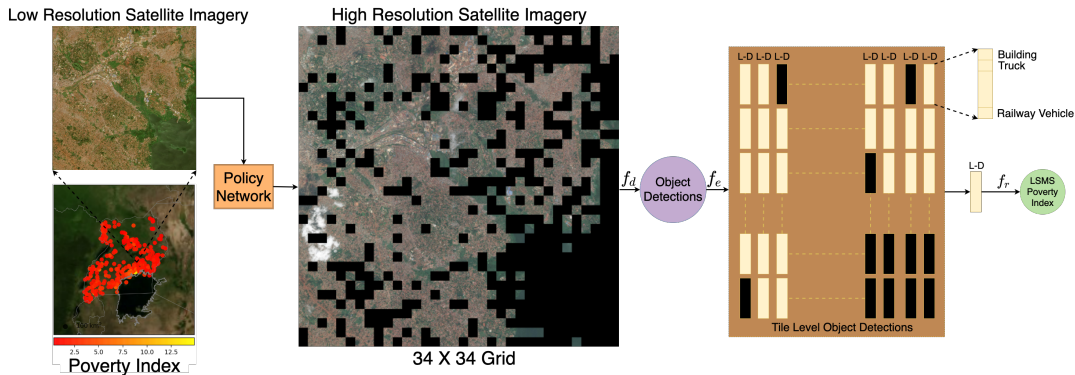 Low Resolution Satellite Imagery
High Resolution Satellite Imagery
Policy
Network
2.5 5.0 7.5 10.0 12.5
Poverty Index
34 X 34 Grid
f_d
Object
Detections
f_e
L-D L-D L-D
L-D L-D L-D L-D
Tile Level Object Detections
Building
Truck
Railway Vehicle
L-D
f_r
LSMS
Poverty
Index